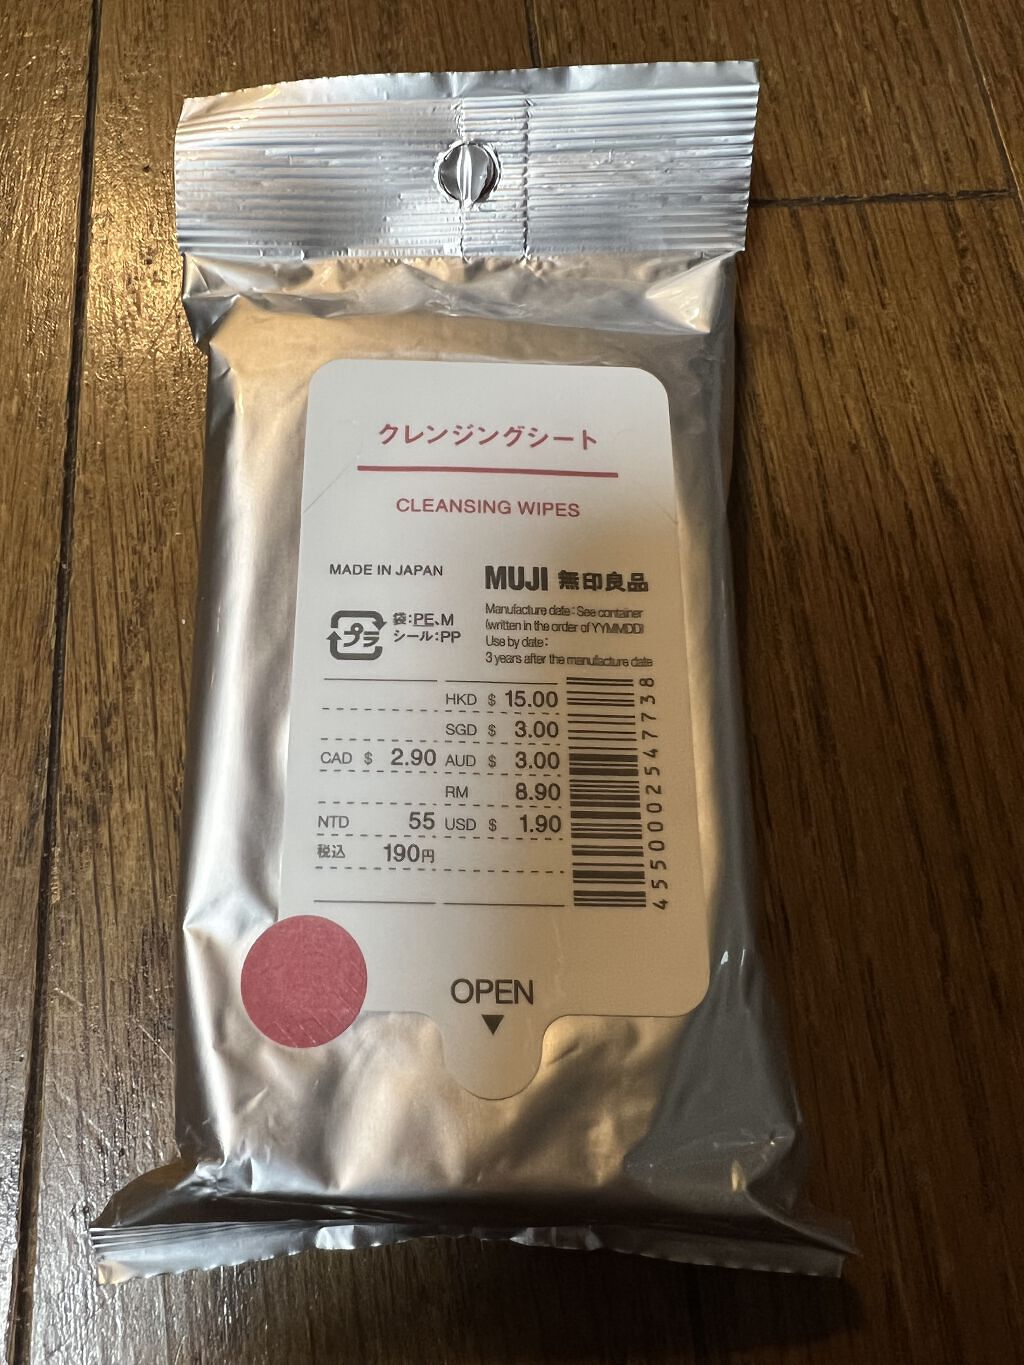 クレンジングシート
CLEANSING WIPES
MADE IN JAPAN
MUJI 無印良品
プラ
袋:PE、M
シール:PP
Manufacture date:See container
(written in the order of YYMMDD)
Use by date:
3 years after the manufacture date
HKD $ 15.00
SGD $ 3.00
CAD $ 2.90 AUD $ 3.00
RM 8.90
NTD 55 USD $ 1.90
税込 190円
4550002547738
OPEN